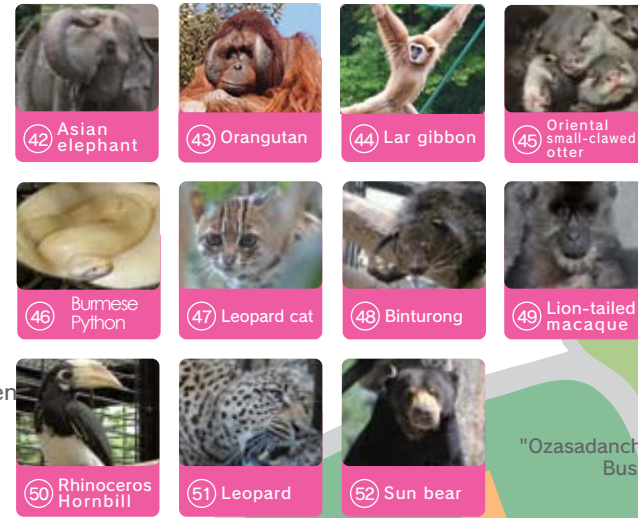 42 Asian
elephant
43 Orangutan
44 Lar gibbon
45 Oriental
small-clawed
otter
46 Burmese
Python
47 Leopard cat
48 Binturong
49 Lion-tailed
macaque
50 Rhinoceros
Hornbill
51 Leopard
52 Sun bear
"Ozasadanch
Bus